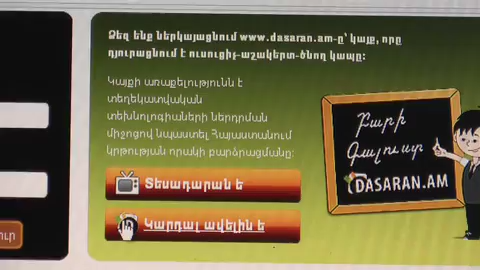 Ձեզ ենք ներկայացնում www.dasaran.am-ը՝ կայք, որը
դյուրացնում է ուսուցիչ-աշակերտ-ծնող կապը:
Կայքի առաքելությունն է
տեղեկատվական
տեխնոլոգիաների ներդրման
միջոցով նպաստել Հայաստանում
կրթության որակի բարձրացմանը:
Տեսադարան է
Կարդալ ավելին է
Բարի
Գալուստ
DASARAN.AM